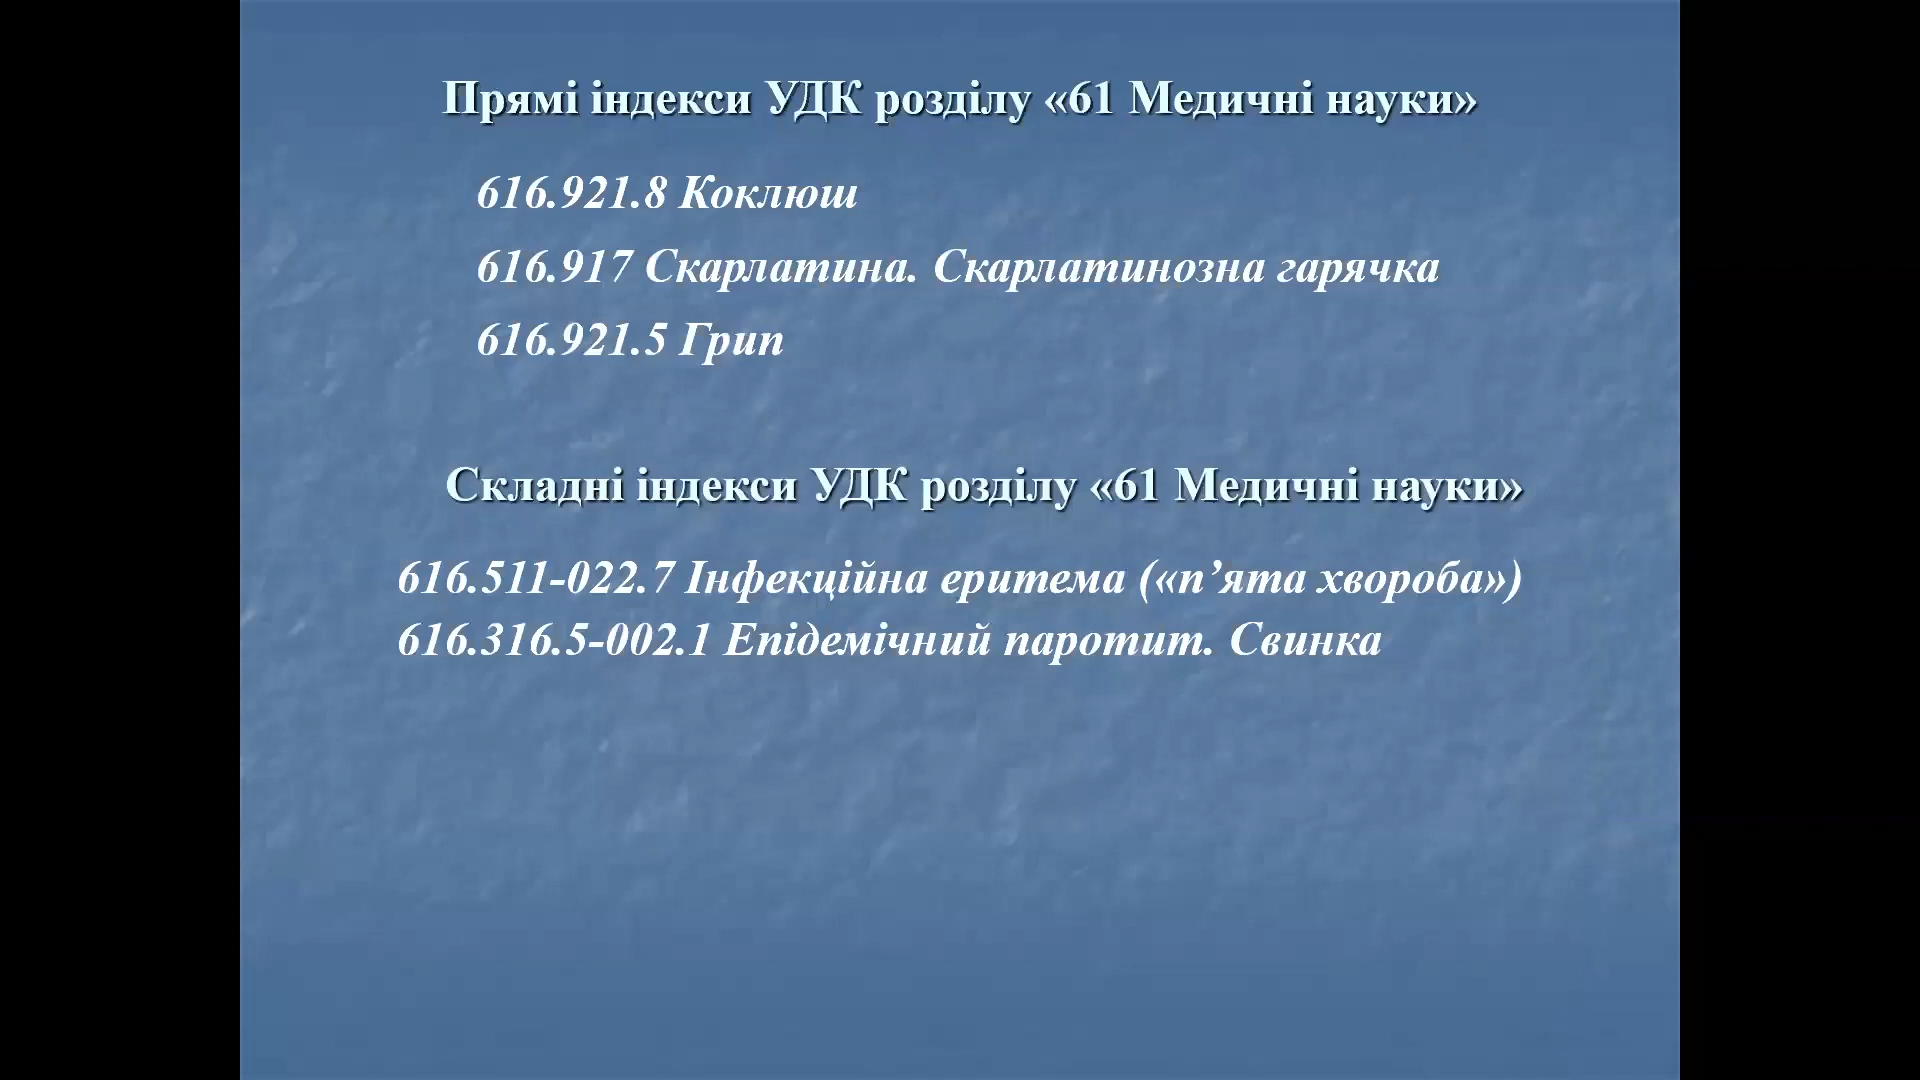 Прямі індекси УДК розділу «61 Медичні науки»
616.921.8 Коклюш
616.917 Скарлатина. Скарлатинозна гарячка
616.921.5 Грип
Складні індекси УДК розділу «61 Медичні науки»
616.511-022.7 Інфекційна еритема («п’ята хвороба»)
616.316.5-002.1 Епідемічний паротит. Свинка